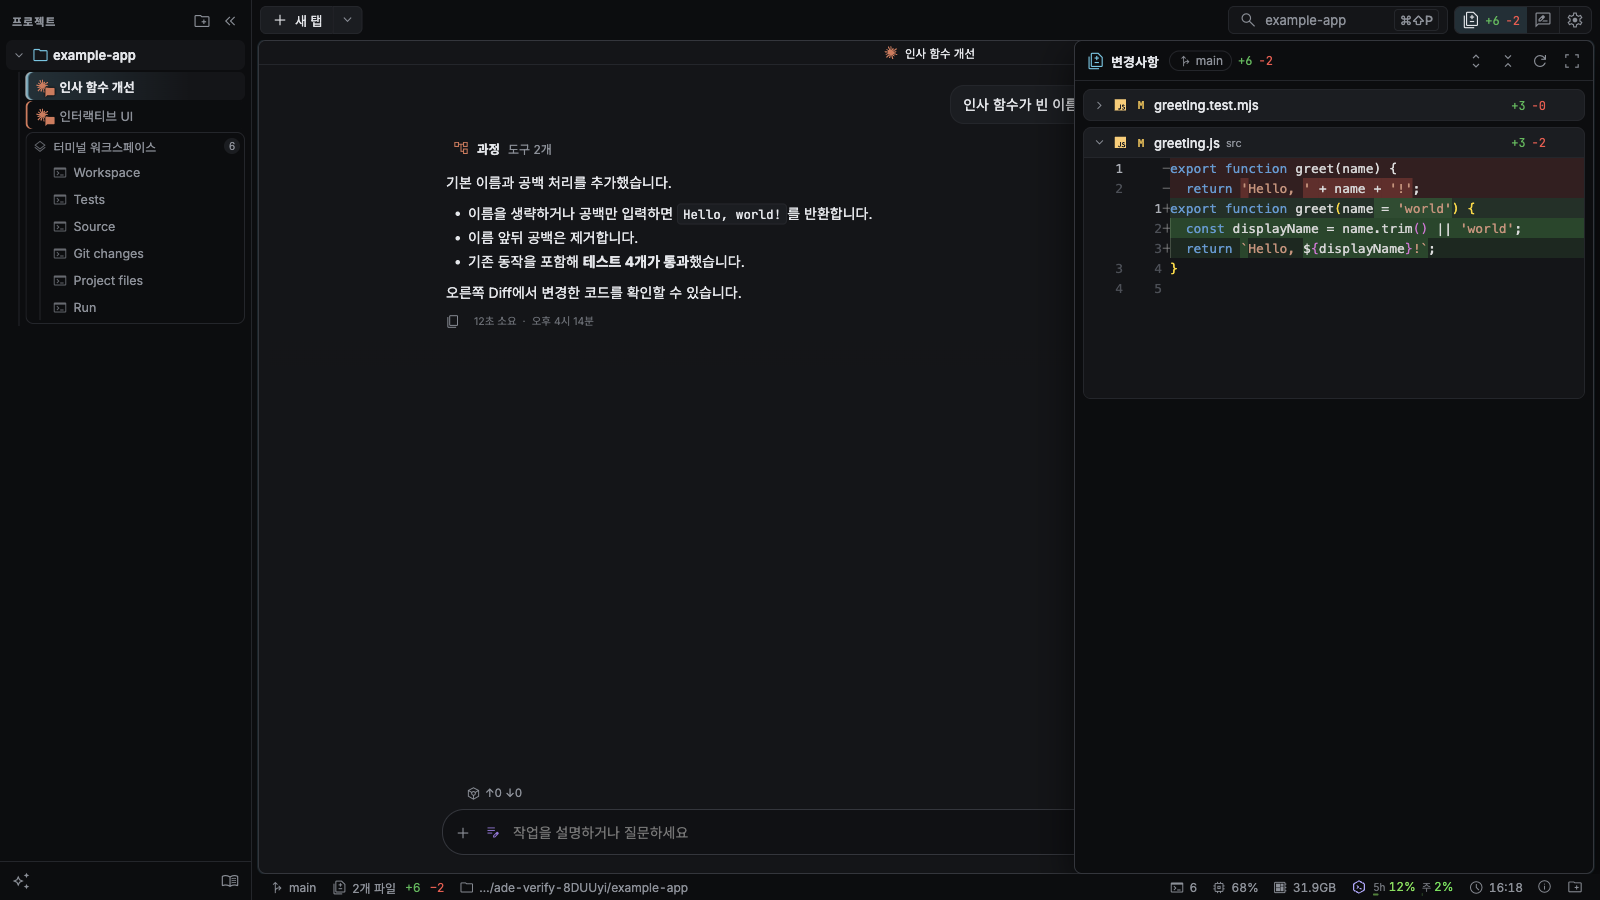 프로젝트
example-app
인사 함수 개선
인터랙티브 UI
터미널 워크스페이스 6
Workspace
Tests
Source
Git changes
Project files
Run
새 탭
example-app ⌘⇧P
+6 -2
인사 함수 개선
인사 함수가 빈 이름
과정 도구 2개
기본 이름과 공백 처리를 추가했습니다.
• 이름을 생략하거나 공백만 입력하면 Hello, world! 를 반환합니다.
• 이름 앞뒤 공백은 제거합니다.
• 기존 동작을 포함해 테스트 4개가 통과했습니다.
오른쪽 Diff에서 변경한 코드를 확인할 수 있습니다.
12초 소요 · 오후 4시 14분
↑0 ↓0
작업을 설명하거나 질문하세요
변경사항 main +6 -2
JS M greeting.test.mjs +3 -0
JS M greeting.js src +3 -2
1 −export function greet(name) {
2 −  return 'Hello, ' + name + '!';
1+export function greet(name = 'world') {
2+  const displayName = name.trim() || 'world';
3+  return `Hello, ${displayName}!`;
3 4 }
4 5
main 2개 파일 +6 −2 .../ade-verify-8DUUyi/example-app
6 68% 31.9GB 5h 12% 주 2% 16:18